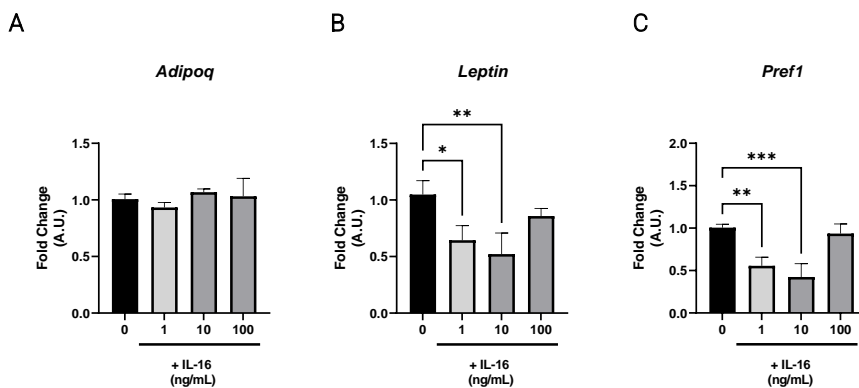 A
Adipoq
Fold Change
(A.U.)
1.5
1.0
0.5
0.0
0 1 10 100
+ IL-16
(ng/mL)
B
Leptin
Fold Change
(A.U.)
1.5
1.0
0.5
0.0
**
*
0 1 10 100
+ IL-16
(ng/mL)
C
Pref1
Fold Change
(A.U.)
2.0
1.5
1.0
0.5
0.0
***
**
0 1 10 100
+ IL-16
(ng/mL)